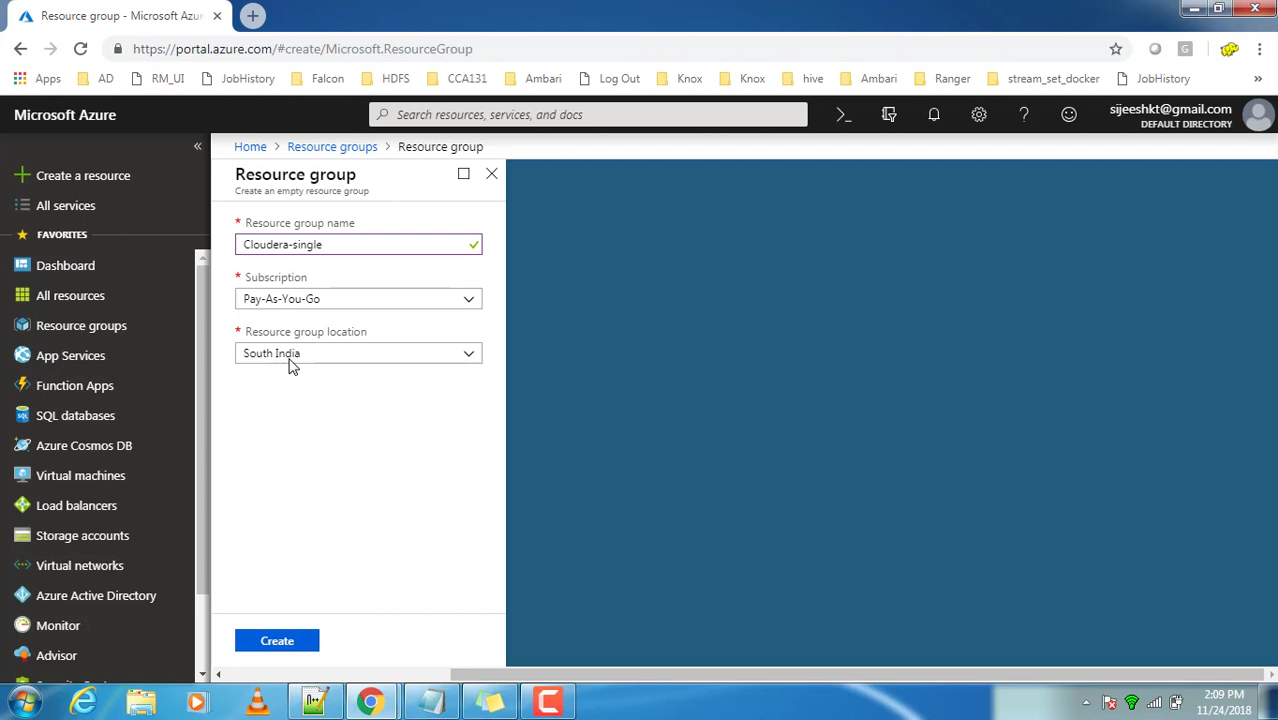 Resource group - Microsoft Azur
https://portal.azure.com/#create/Microsoft.ResourceGroup
Apps AD RM_UI JobHistory Falcon HDFS CCA131 Ambari Log Out Knox Knox hive Ambari Ranger stream_set_docker JobHistory »
Microsoft Azure
Search resources, services, and docs
sijeeshkt@gmail.com
DEFAULT DIRECTORY
Home > Resource groups > Resource group
Create a resource
All services
FAVORITES
Dashboard
All resources
Resource groups
App Services
Function Apps
SQL databases
Azure Cosmos DB
Virtual machines
Load balancers
Storage accounts
Virtual networks
Azure Active Directory
Monitor
Advisor
Resource group
Create an empty resource group
* Resource group name
Cloudera-single
* Subscription
Pay-As-You-Go
* Resource group location
South India
Create
2:09 PM
11/24/2018